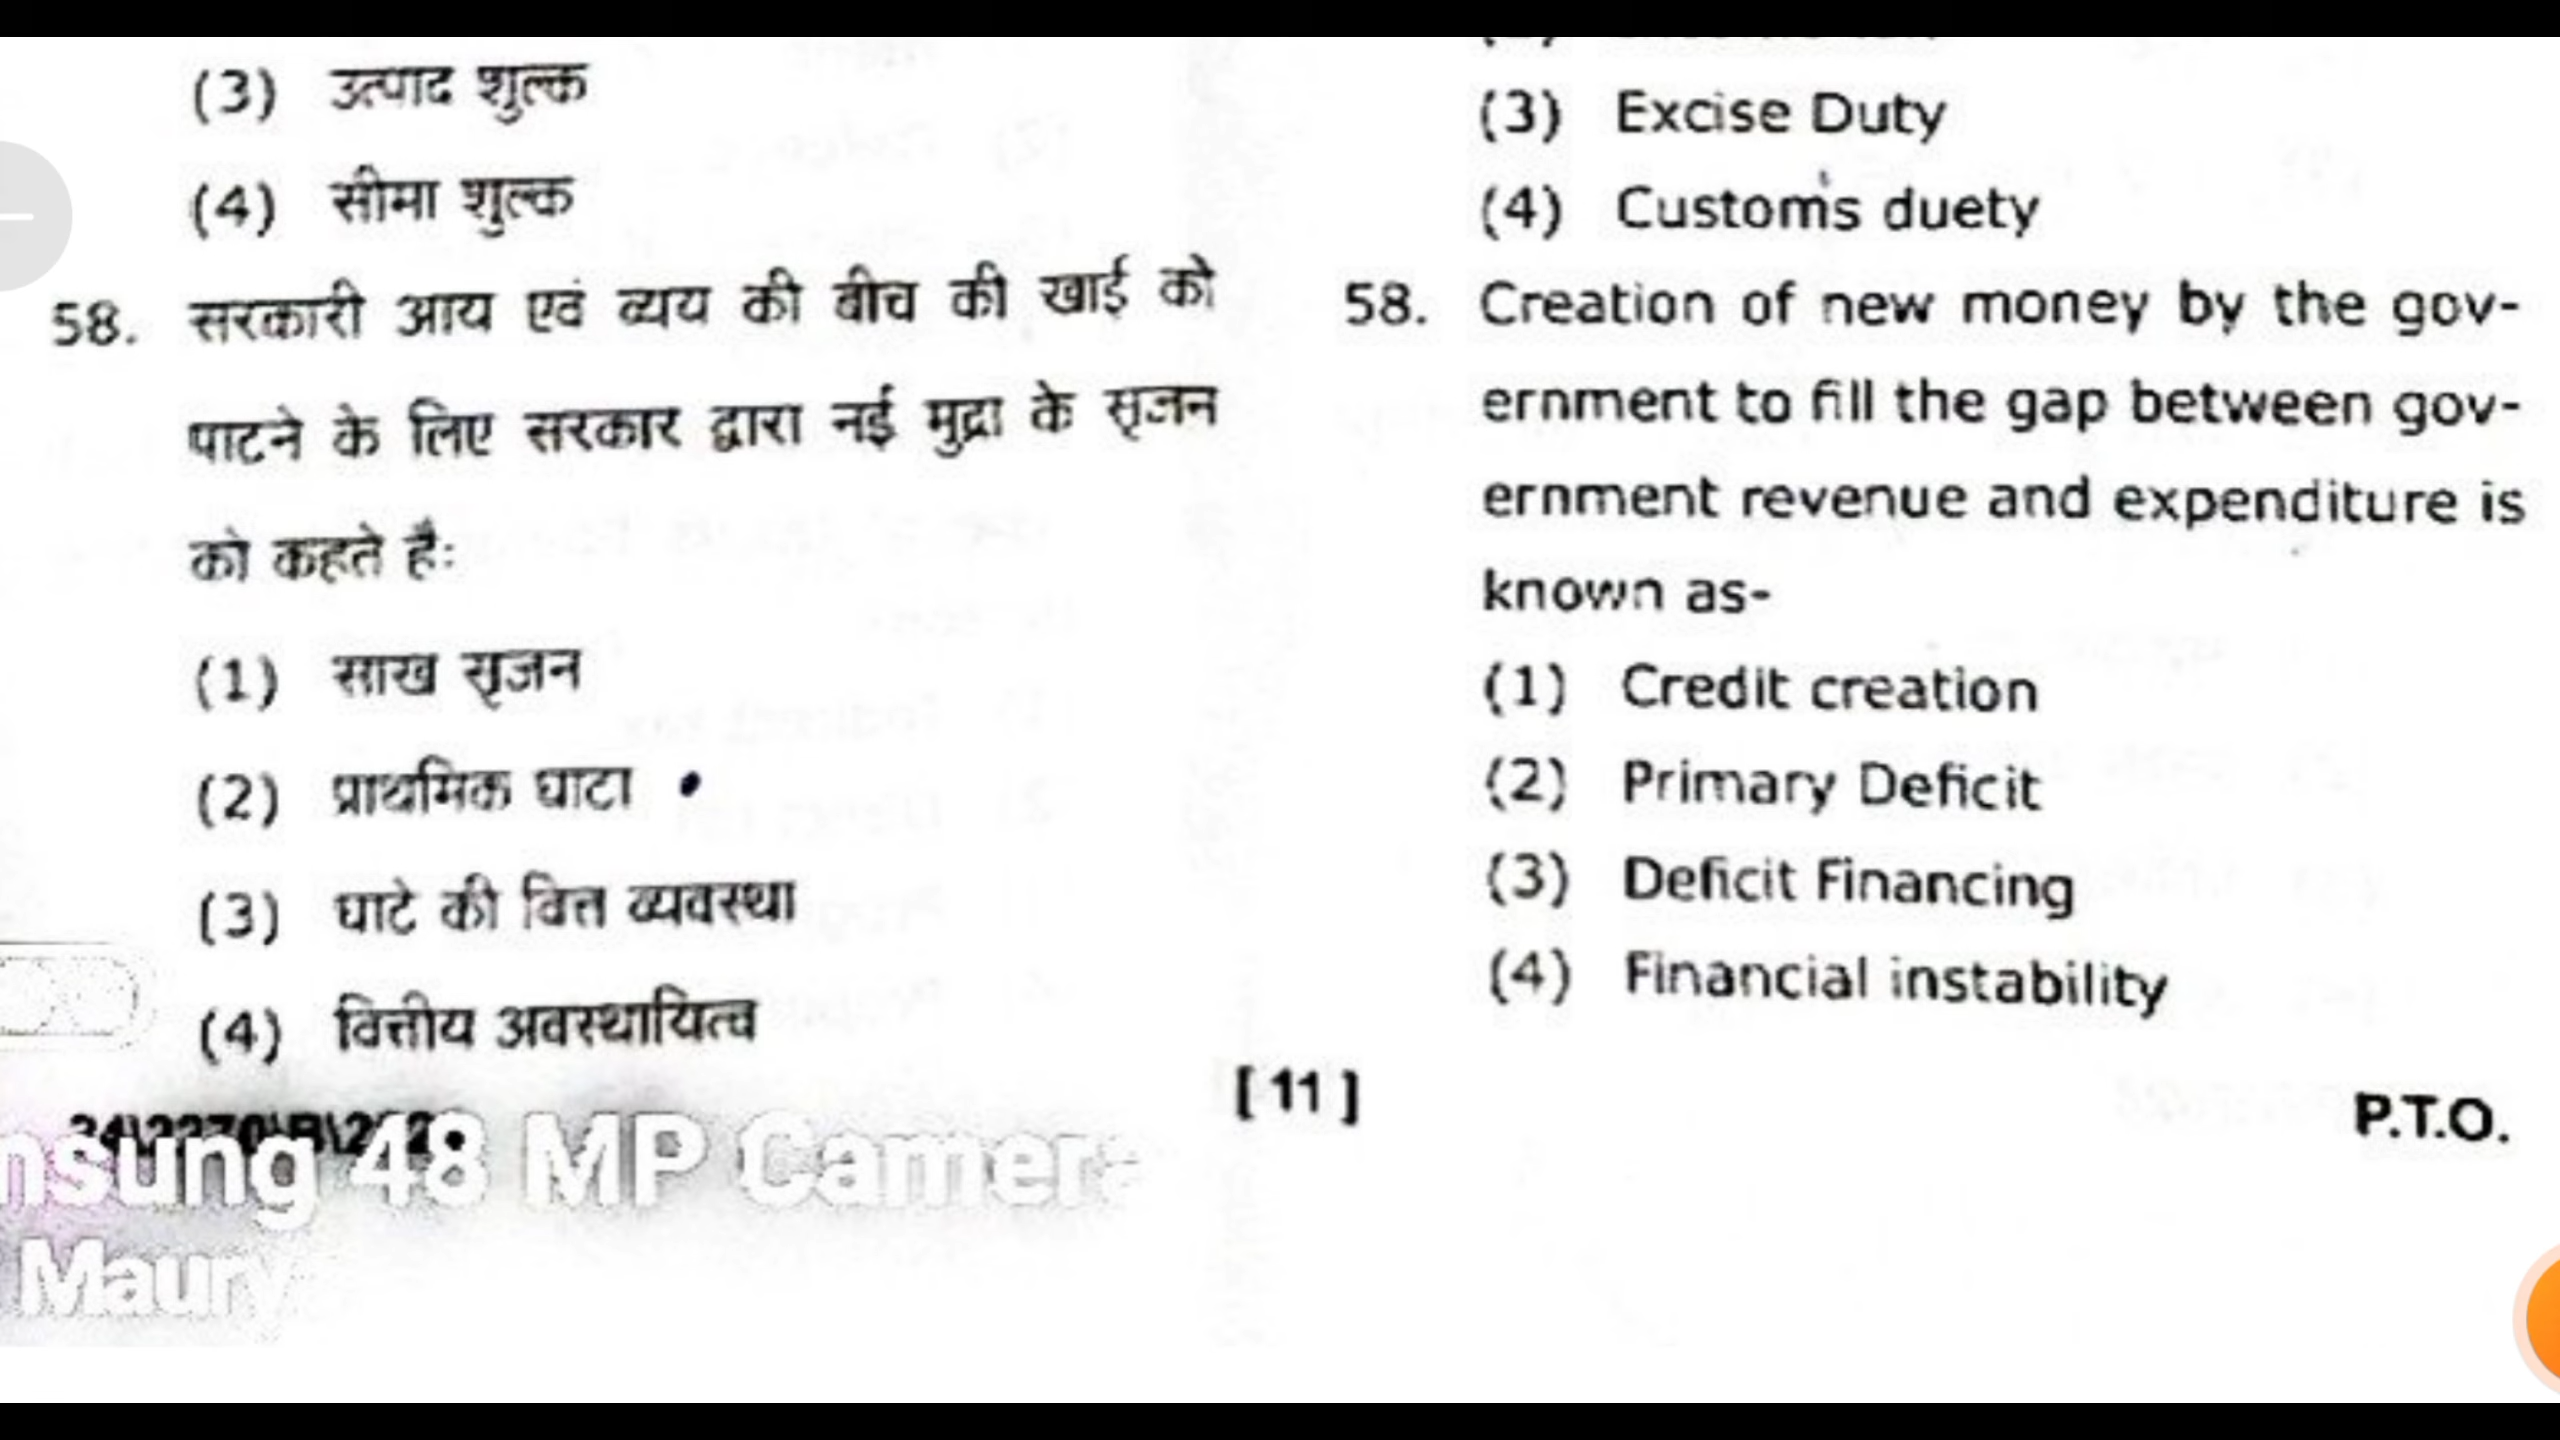 (3) उत्पाद शुल्क
(4) सीमा शुल्क
58. सरकारी आय एवं व्यय की बीच की खाई को
पाटने के लिए सरकार द्वारा नई मुद्रा के सृजन
को कहते है:
(1) साख सृजन
(2) प्राथमिक घाटा
(3) घाटे की वित्त व्यवस्था
(4) वित्तीय अवस्थायित्व
(3) Excise Duty
(4) Custom's duety
58. Creation of new money by the gov-
ernment to fill the gap between gov-
ernment revenue and expenditure is
known as-
(1) Credit creation
(2) Primary Deficit
(3) Deficit Financing
(4) Financial instability
[ 11 ]
P.T.O.
48 MP Camera